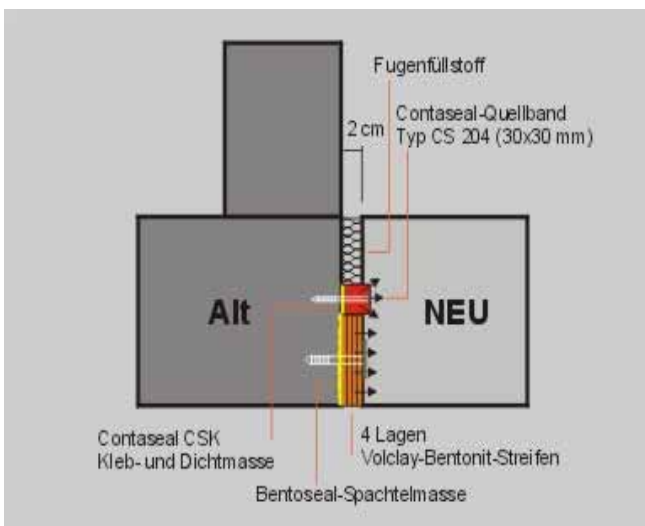 Fugenfüllstoff
Contaseal-Quellband
2 cm
Typ CS 204 (30x30 mm)
Alt
NEU
Contaseal CSK
Kleb- und Dichtmasse
4 Lagen
Volclay-Bentonit-Streifen
Bentoseal-Spachtelmasse